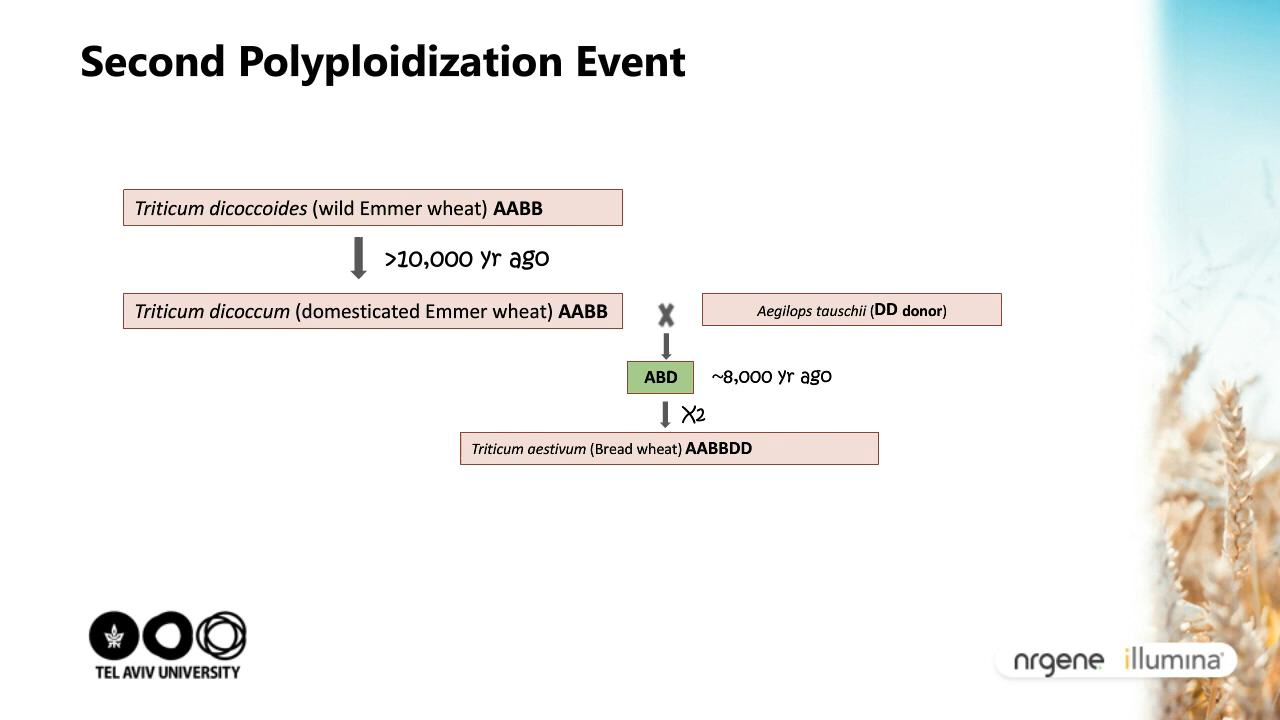 Second Polyploidization Event
Triticum dicoccoides (wild Emmer wheat) AABB
>10,000 yr ago
Triticum dicoccum (domesticated Emmer wheat) AABB
X
Aegilops tauschii (DD donor)
ABD
~8,000 yr ago
X2
Triticum aestivum (Bread wheat) AABBDD
TEL AVIV UNIVERSITY
nrgene illumina®